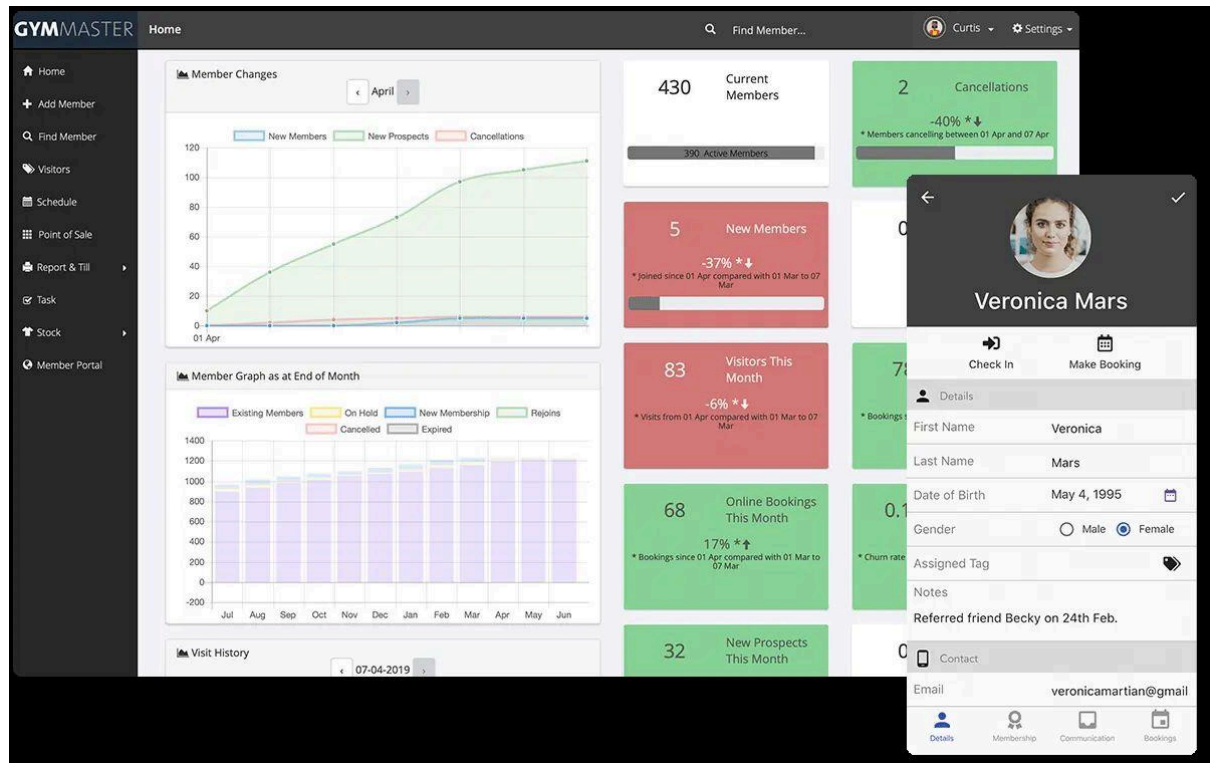 GYMMASTER
Home
Find Member...
Curtis
Settings
Home
Add Member
Find Member
Visitors
Schedule
Point of Sale
Report & Till
Task
Stock
Member Portal
Member Changes
April
New Members New Prospects Cancellations
120
100
80
60
40
20
0
01 Apr
Member Graph as at End of Month
Existing Members On Hold New Membership Rejoins
Cancelled Expired
1400
1200
1000
800
600
400
200
0
-200
Jul Aug Sep Oct Nov Dec Jan Feb Mar Apr May Jun
Visit History
07-04-2019
430 Current
Members
390 Active Members
2 Cancellations
-40% *
* Members cancelling between 01 Apr and 07 Apr
5 New Members
-37% *
* Joined since 01 Apr compared with 01 Mar to 07
Mar
0
83 Visitors This
Month
-6% *
* Visits from 01 Apr compared with 01 Mar to 07
Mar
* Bookings
68 Online Bookings
This Month
17% *
* Bookings since 01 Apr compared with 01 Mar to
07 Mar
0.1
* Churn rate
32 New Prospects
This Month
0
Veronica Mars
Check In Make Booking
Details
First Name Veronica
Last Name Mars
Date of Birth May 4, 1995
Gender Male Female
Assigned Tag
Notes
Referred friend Becky on 24th Feb.
Contact
Email veronicamartian@gmail
Details Membership Communication Bookings